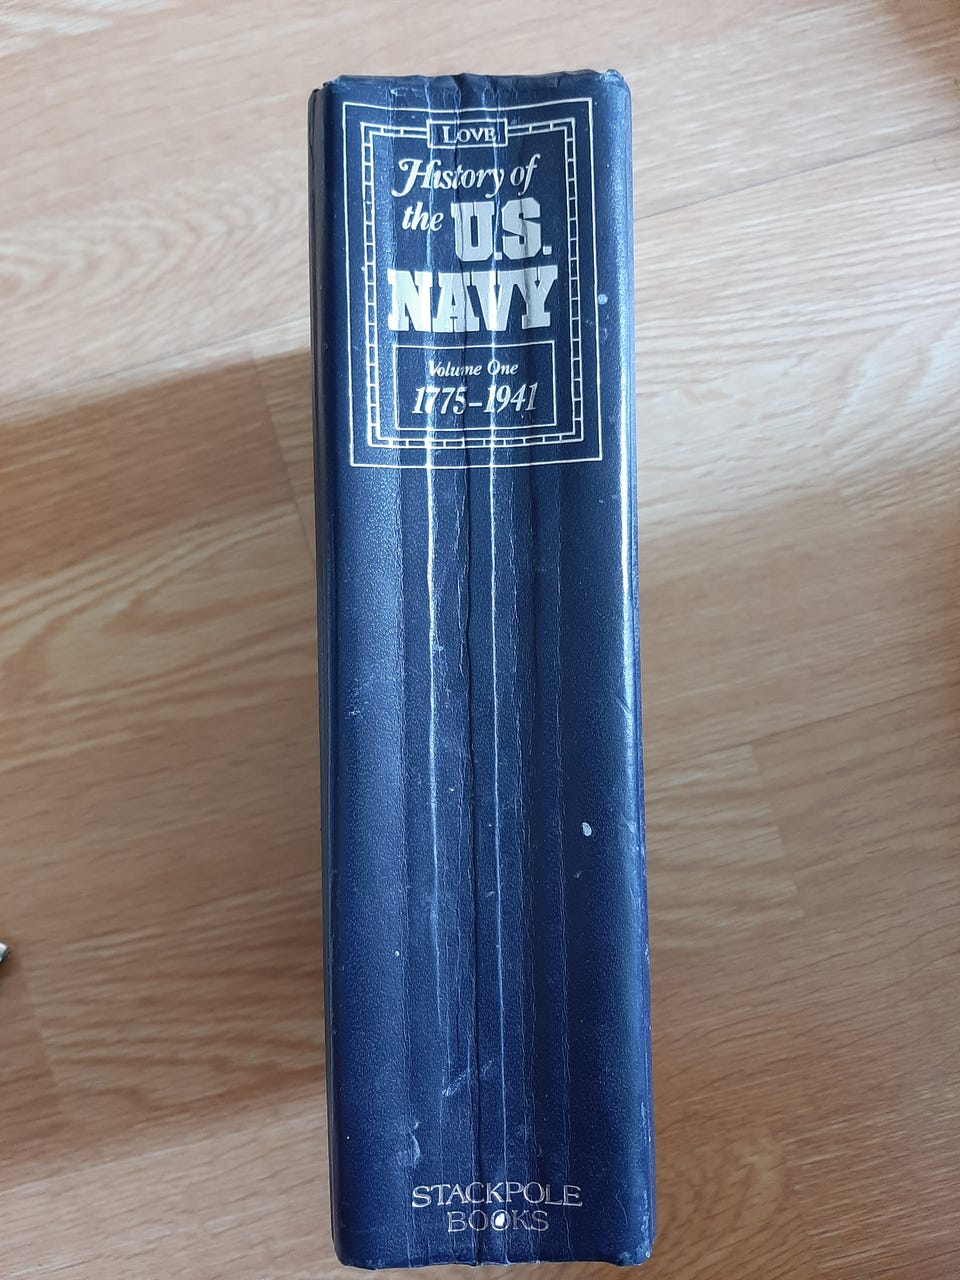 LOVE
History of
the U.S.
NAVY
Volume One
1775-1941
STACKPOLE
BOOKS